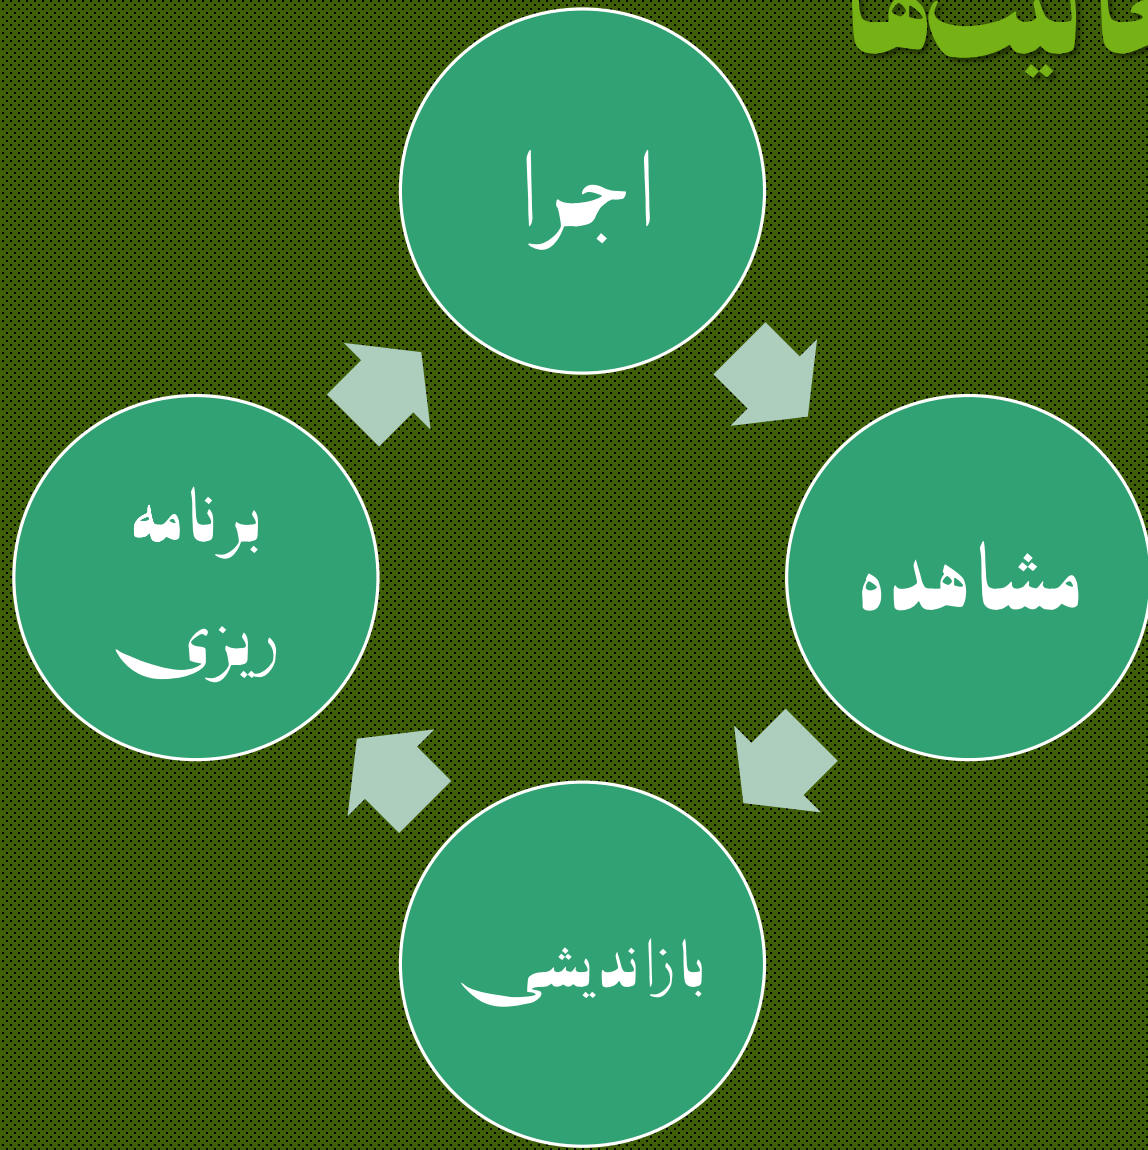 اجرا
مشاهده
بازاندیشی
برنامه
ریزی